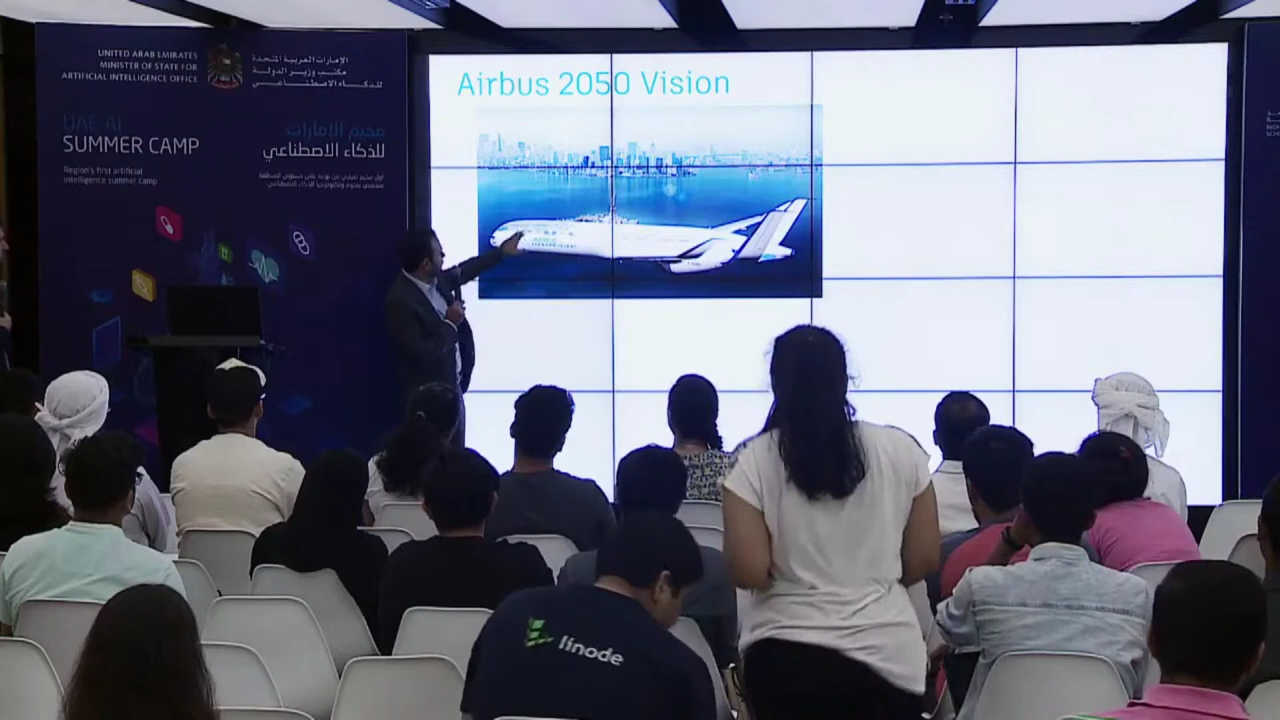 UNITED ARAB EMIRATES
MINISTER OF STATE FOR
ARTIFICIAL INTELLIGENCE OFFICE
الإمارات العربية المتحدة
مكتب وزير الدولة
للذكاء الاصطناعي
UAE AI
SUMMER CAMP
Region's first artificial
intelligence summer camp
مخيم الإمارات
للذكاء الاصطناعي
Airbus 2050 Vision
linode